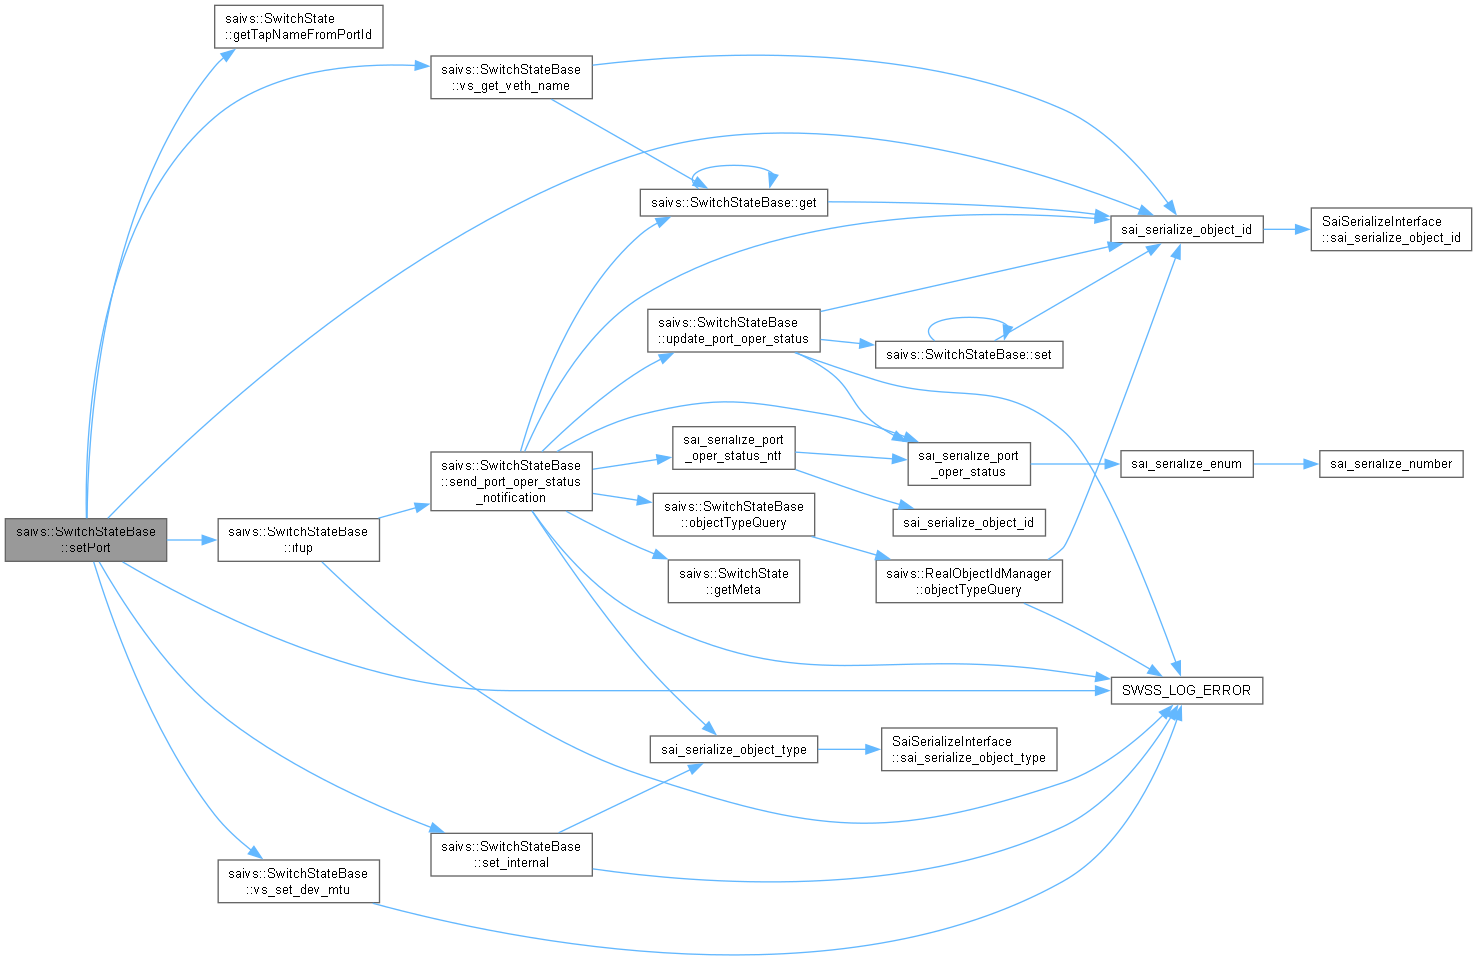 saivs::SwitchState
::getTapNameFromPortId
saivs::SwitchStateBase
::vs_get_veth_name
saivs::SwitchStateBase::get
sai_serialize_object_id
SaiSerializeInterface
::sai_serialize_object_id
saivs::SwitchStateBase
::update_port_oper_status
saivs::SwitchStateBase::set
sai_serialize_port
_oper_status_ntf
sai_serialize_port
_oper_status
sai_serialize_enum
sai_serialize_number
saivs::SwitchStateBase
::send_port_oper_status
_notification
saivs::SwitchStateBase
::objectTypeQuery
sai_serialize_object_id
saivs::SwitchStateBase
::setPort
saivs::SwitchStateBase
::ifup
saivs::SwitchState
::getMeta
saivs::RealObjectIdManager
::objectTypeQuery
SWSS_LOG_ERROR
sai_serialize_object_type
SaiSerializeInterface
::sai_serialize_object_type
saivs::SwitchStateBase
::set_internal
saivs::SwitchStateBase
::vs_set_dev_mtu